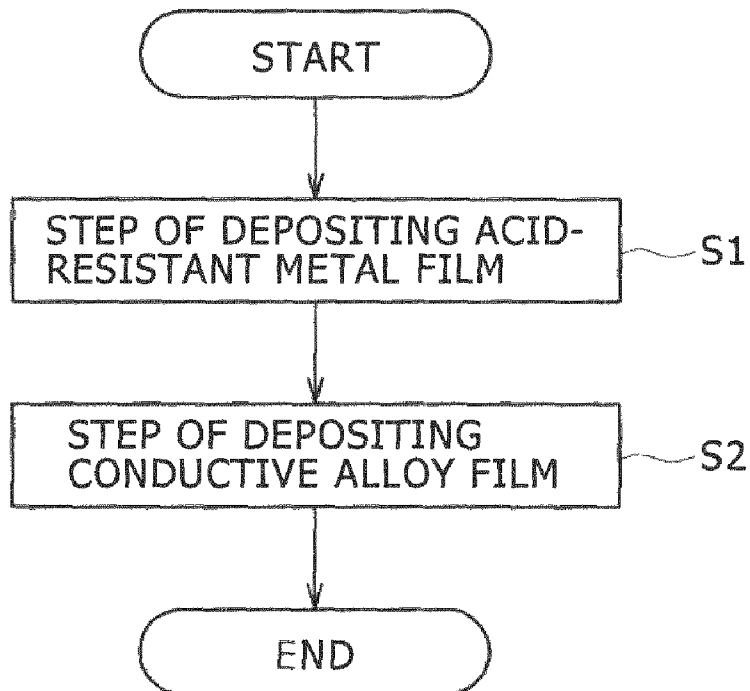 START
STEP OF DEPOSITING ACID-
RESISTANT METAL FILM
S1
STEP OF DEPOSITING
CONDUCTIVE ALLOY FILM
S2
END